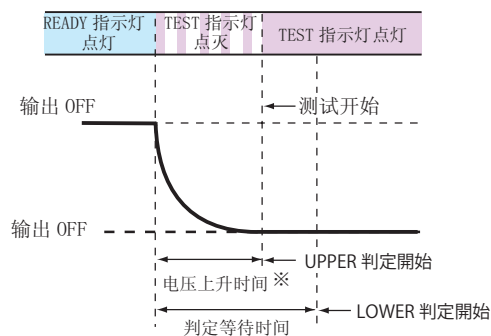 READY 指示灯
点灯
TEST 指示灯
点灭
TEST 指示灯点灯
输出 OFF
测试开始
输出 OFF
UPPER 判定開始
电压上升时间※
LOWER 判定開始
判定等待时间